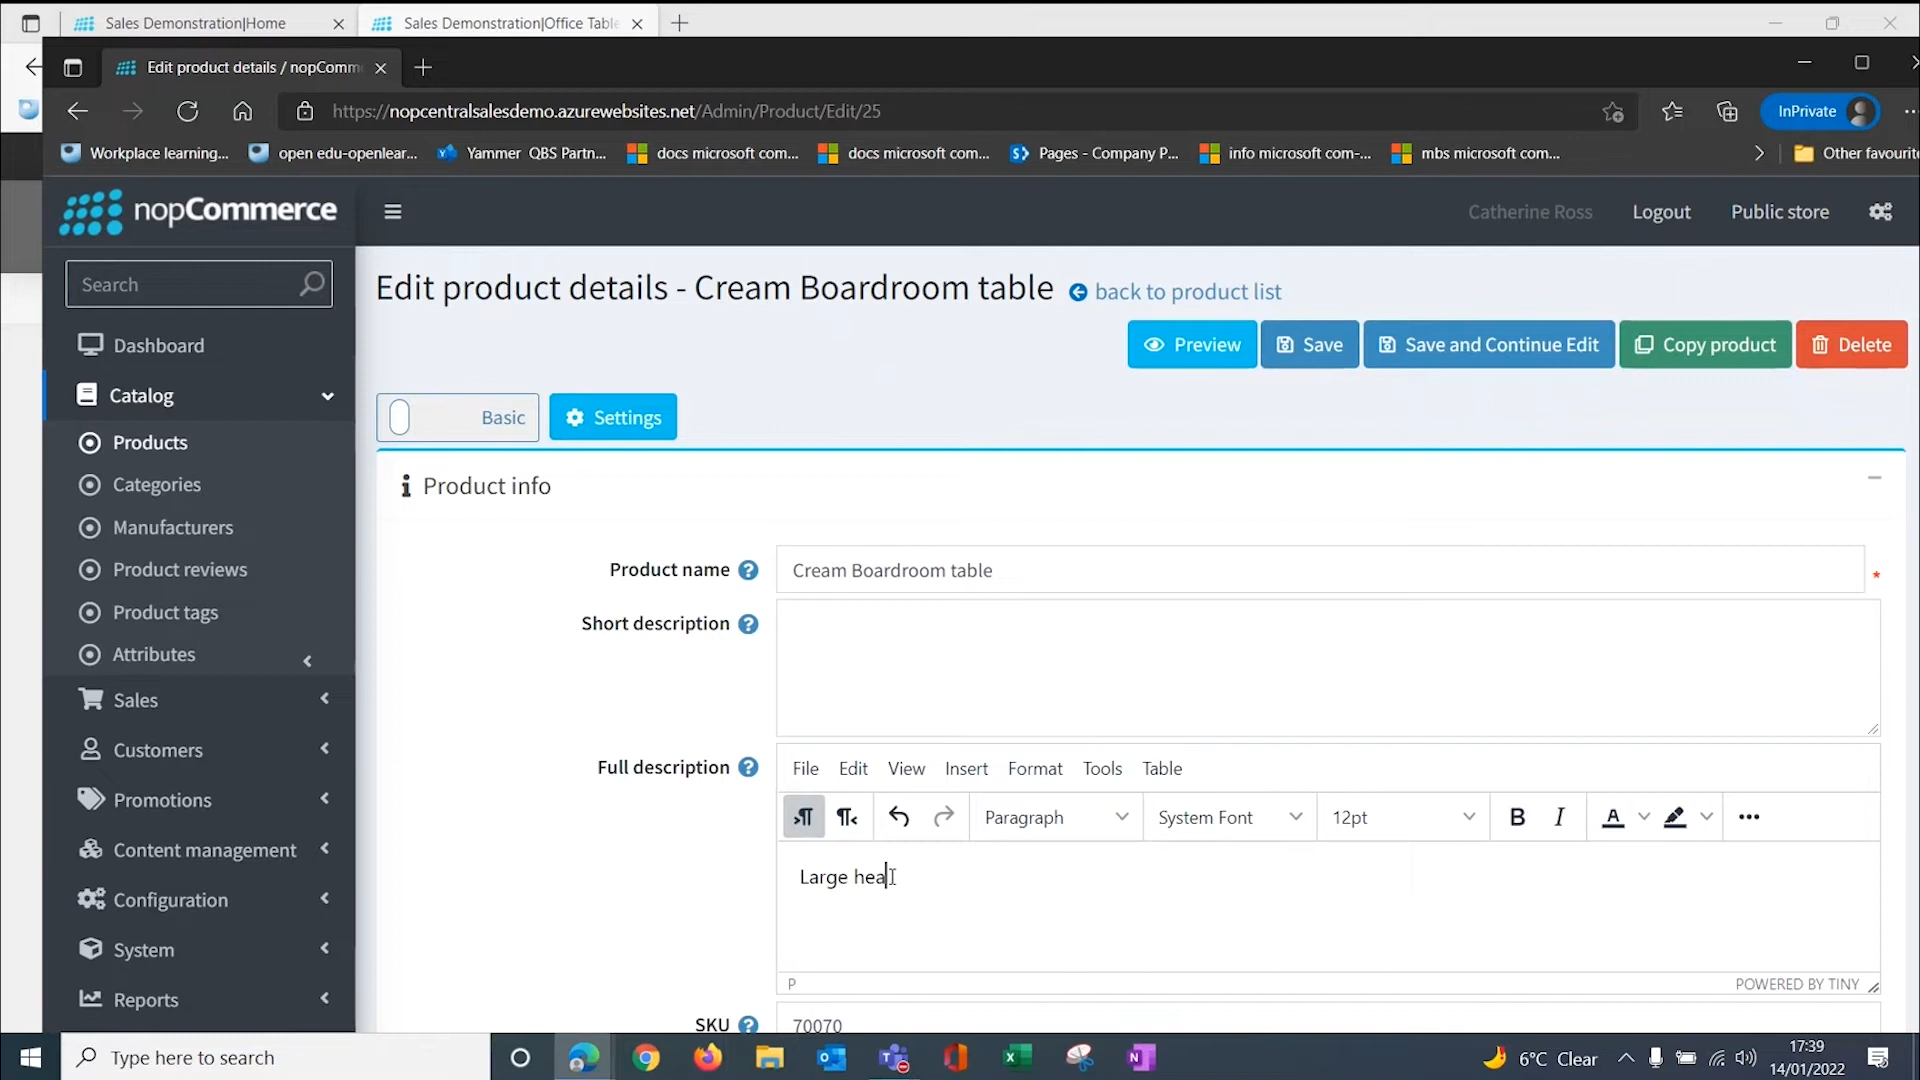 Sales Demonstration|Home
Sales Demonstration|Office Table
Edit product details / nopComm
https://nopcentralsalesdemo.azurewebsites.net/Admin/Product/Edit/25
InPrivate
Workplace learning...
open edu-openlear...
Yammer QBS Partn...
docs microsoft com...
docs microsoft com...
Pages - Company P...
info microsoft com-...
mbs microsoft com...
Other favourite
nopCommerce
Catherine Ross
Logout
Public store
Search
Edit product details - Cream Boardroom table
back to product list
Preview
Save
Save and Continue Edit
Copy product
Delete
Dashboard
Catalog
Products
Categories
Manufacturers
Product reviews
Product tags
Attributes
Sales
Customers
Promotions
Content management
Configuration
System
Reports
Basic
Settings
Product info
Product name
Cream Boardroom table
*
Short description
Full description
File Edit View Insert Format Tools Table
Paragraph
System Font
12pt
B I A
Large hea
P
POWERED BY TINY
SKU
70070
Type here to search
6°C Clear
17:39
14/01/2022